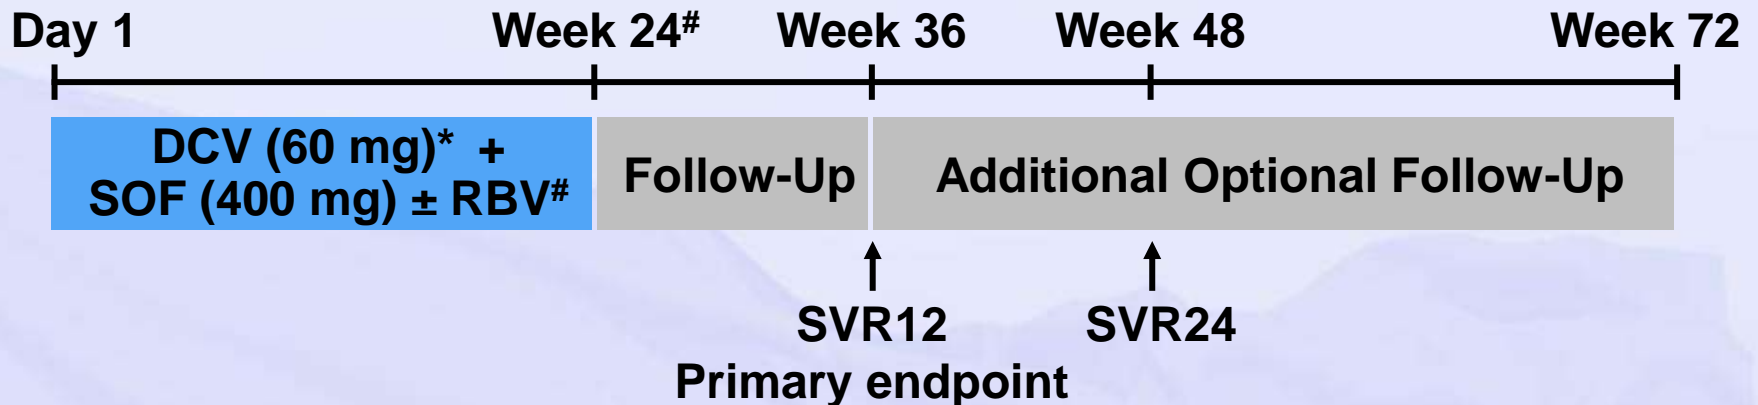 Day 1 Week 24# Week 36 Week 48 Week 72
DCV (60 mg)* +
SOF (400 mg) ± RBV#
Follow-Up
Additional Optional Follow-Up
SVR12 SVR24
Primary endpoint